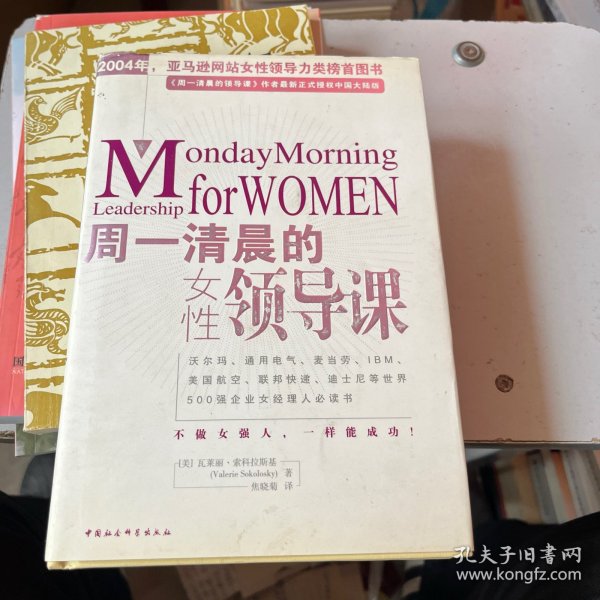 2004年，亚马逊网站女性领导力类榜首图书
《周一清晨的领导课》作者最新正式授权中国大陆版
MondayMorning
Leadership for WOMEN
周一清晨的
女性领导课
沃尔玛、通用电气、麦当劳、IBM、
美国航空、联邦快递、迪士尼等世界
500强企业女经理人必读书
不做女强人，一样能成功！
[美] 瓦莱丽·索科拉斯基
(Valerie Sokolosky) 著
焦晓菊 译
中国社会科学出版社
孔夫子旧书网
www.kongfz.com